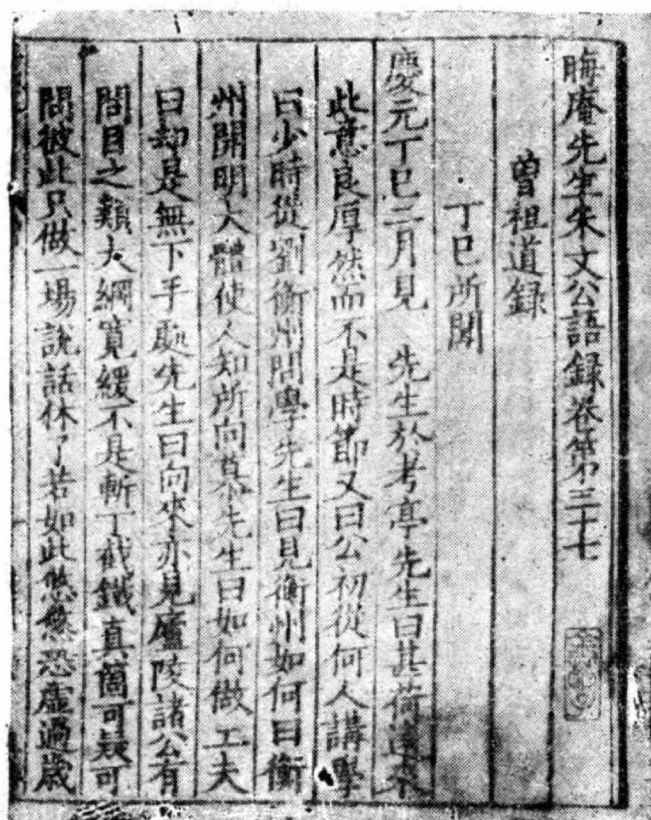 晦庵先生朱文公語録卷第三十七
曾祖道録
丁巳所聞
慶元丁巳三月見 先生於考亭先生曰甚荷遠来
此意良厚然而不是時節又曰公初從何人講學
曰少時從劉衡州問學先生曰見衡州如何曰衡
州開明大體使人知所向慕先生曰如何做工夫
曰却是無下手處先生曰向來亦見廬陵諸公有
問目之類大綱寛緩不是斬丁截鐵真箇可疑可
問彼此只做一場說話休了若如此悠悠恐虚過歳